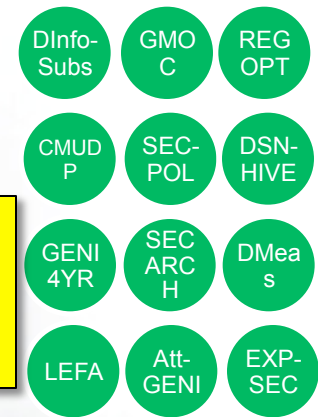 DInfo-
Subs
GMO
C
REG
OPT
CMUD
P
SEC-
POL
DSN-
HIVE
GENI
4YR
SEC
ARC
H
DMea
s
LEFA
Att-
GENI
EXP-
SEC